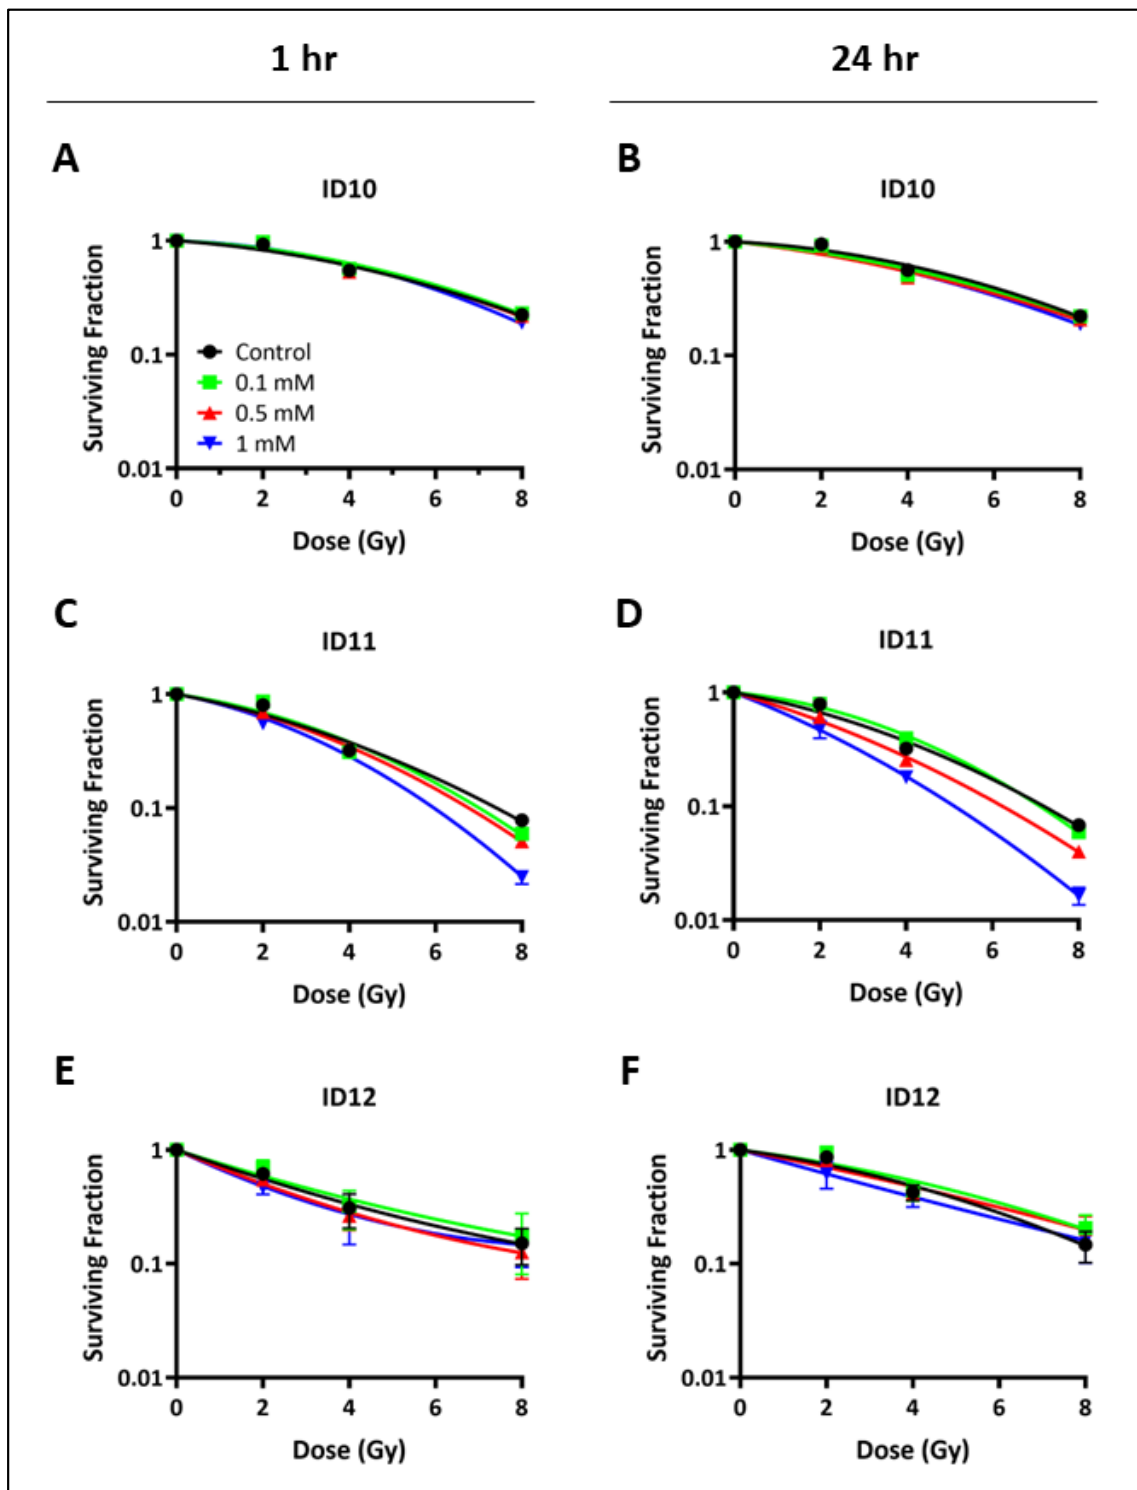 1 hr
24 hr
A
B
ID10
ID10
Surviving Fraction
1
0.1
0.01
Control
0.1 mM
0.5 mM
1 mM
0 2 4 6 8
Dose (Gy)
Surviving Fraction
1
0.1
0.01
0 2 4 6 8
Dose (Gy)
C
D
ID11
ID11
Surviving Fraction
1
0.1
0.01
0 2 4 6 8
Dose (Gy)
Surviving Fraction
1
0.1
0.01
0 2 4 6 8
Dose (Gy)
E
F
ID12
ID12
Surviving Fraction
1
0.1
0.01
0 2 4 6 8
Dose (Gy)
Surviving Fraction
1
0.1
0.01
0 2 4 6 8
Dose (Gy)